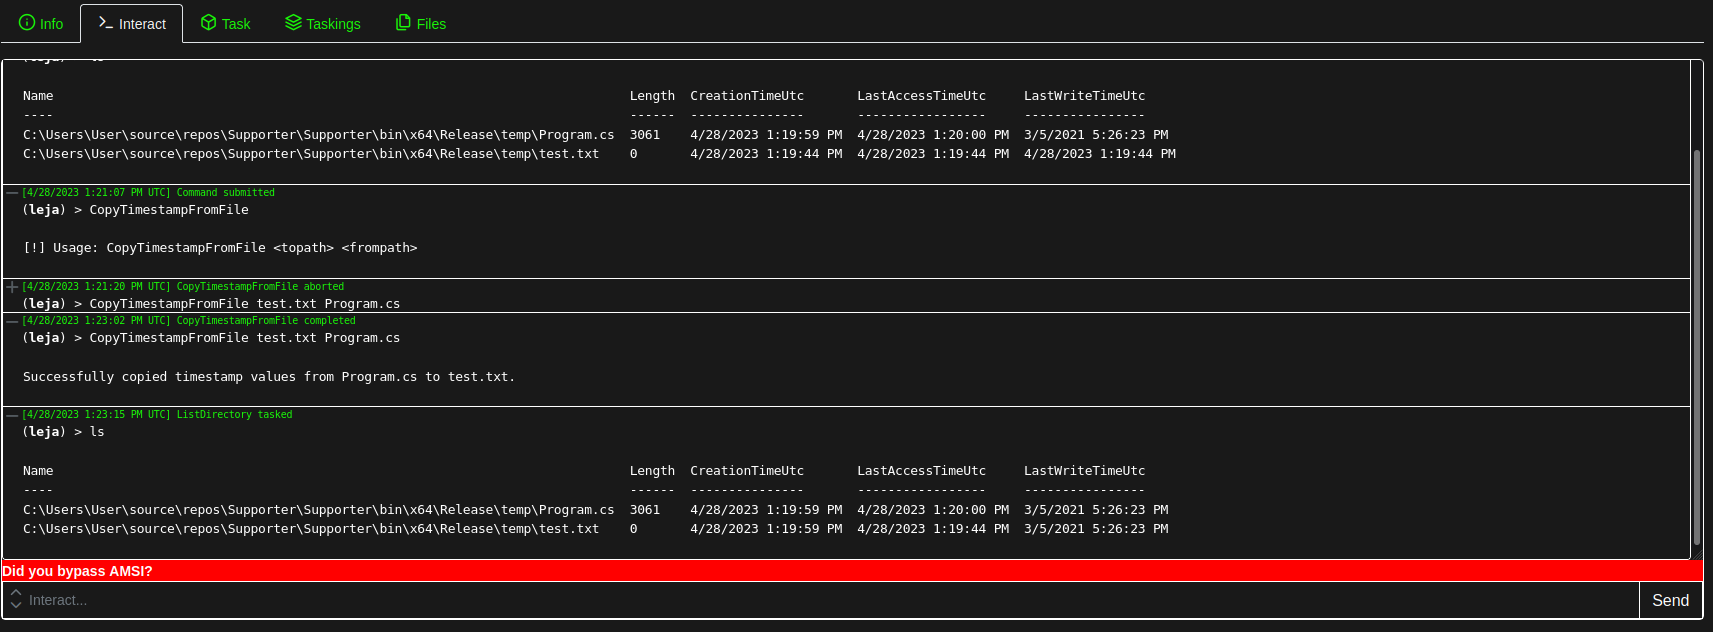 Info Interact Task Taskings Files
Name Length CreationTimeUtc LastAccessTimeUtc LastWriteTimeUtc
---- ------ --------------- ----------------- ----------------
C:\Users\User\source\repos\Supporter\Supporter\bin\x64\Release\temp\Program.cs 3061 4/28/2023 1:19:59 PM 4/28/2023 1:20:00 PM 3/5/2021 5:26:23 PM
C:\Users\User\source\repos\Supporter\Supporter\bin\x64\Release\temp\test.txt 0 4/28/2023 1:19:44 PM 4/28/2023 1:19:44 PM 4/28/2023 1:19:44 PM
[4/28/2023 1:21:07 PM UTC] Command submitted
(leja) > CopyTimestampFromFile
[!] Usage: CopyTimestampFromFile <topath> <frompath>
[4/28/2023 1:21:20 PM UTC] CopyTimestampFromFile aborted
(leja) > CopyTimestampFromFile test.txt Program.cs
[4/28/2023 1:23:02 PM UTC] CopyTimestampFromFile completed
(leja) > CopyTimestampFromFile test.txt Program.cs
Successfully copied timestamp values from Program.cs to test.txt.
[4/28/2023 1:23:15 PM UTC] ListDirectory tasked
(leja) > ls
Name Length CreationTimeUtc LastAccessTimeUtc LastWriteTimeUtc
---- ------ --------------- ----------------- ----------------
C:\Users\User\source\repos\Supporter\Supporter\bin\x64\Release\temp\Program.cs 3061 4/28/2023 1:19:59 PM 4/28/2023 1:20:00 PM 3/5/2021 5:26:23 PM
C:\Users\User\source\repos\Supporter\Supporter\bin\x64\Release\temp\test.txt 0 4/28/2023 1:19:59 PM 4/28/2023 1:19:44 PM 3/5/2021 5:26:23 PM
Did you bypass AMSI?
Interact... Send